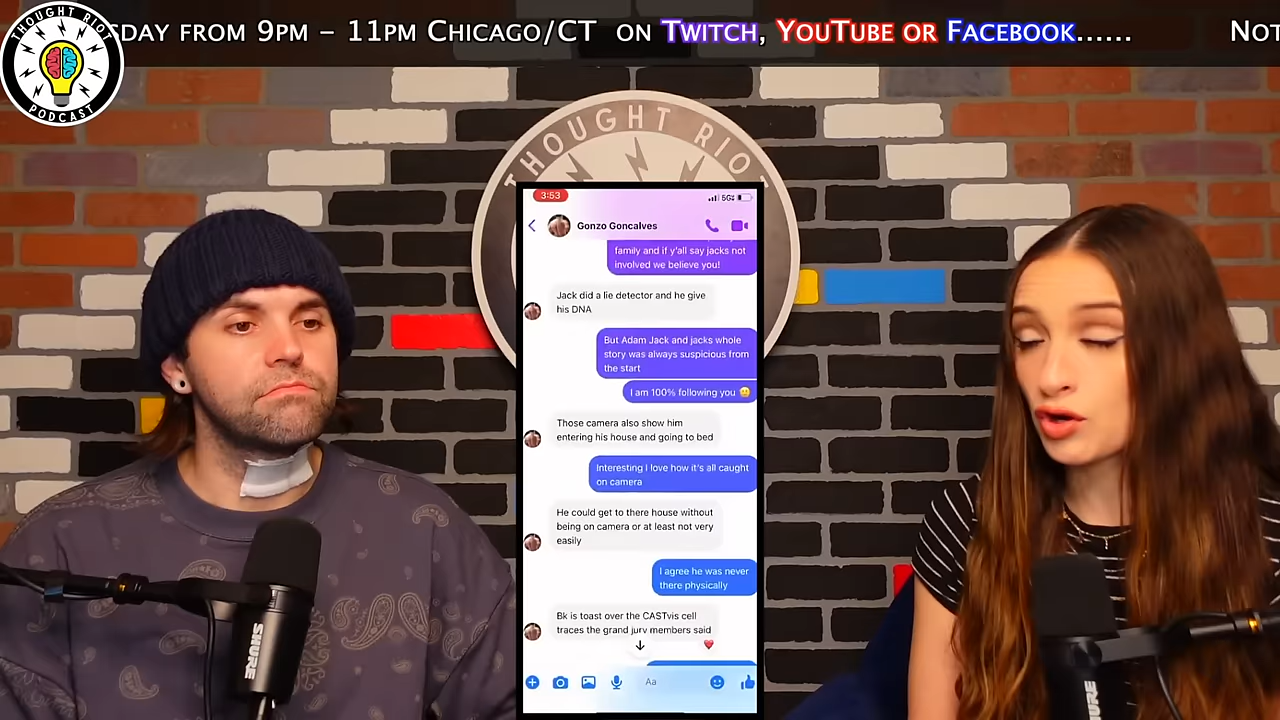 SDAY FROM 9PM – 11PM CHICAGO/CT ON TWITCH, YOUTUBE OR FACEBOOK...... NOT
THOUGHT RIOT
PODCAST
THOUGHT RIOT
3:53
5G
Gonzo Goncalves
family and if y'all say jacks not
involved we believe you!
Jack did a lie detector and he give
his DNA
But Adam Jack and jacks whole
story was always suspicious from
the start
I am 100% following you
Those camera also show him
entering his house and going to bed
Interesting I love how it's all caught
on camera
He could get to there house without
being on camera or at least not very
easily
I agree he was never
there physically
Bk is toast over the CASTvis cell
traces the grand jury members said
Aa
SHURE
SHURE